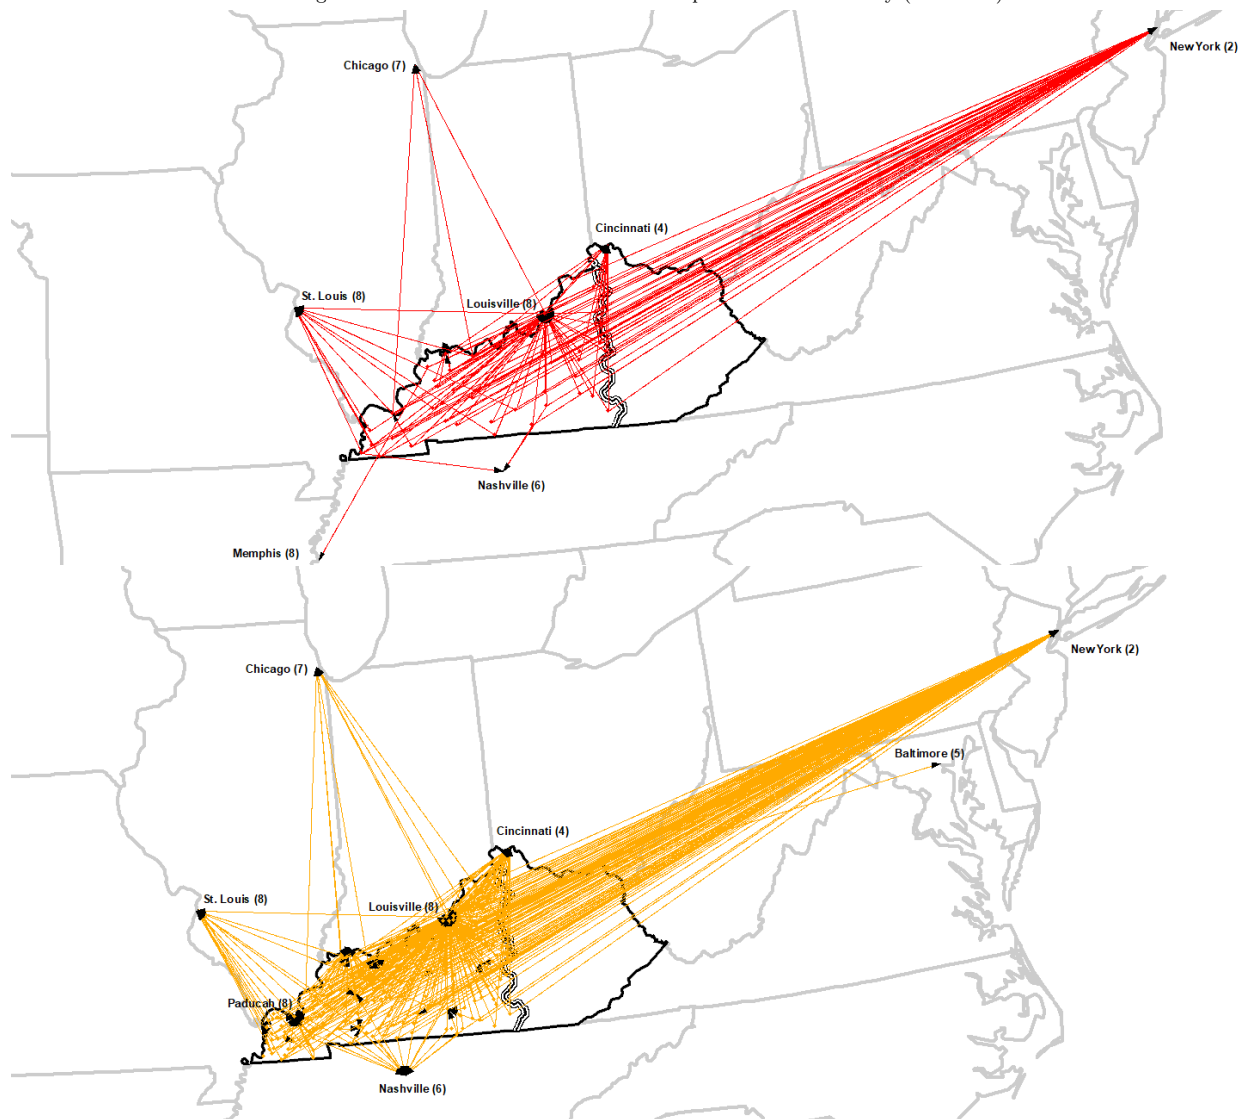 Chicago (7)
New York (2)
Cincinnati (4)
St. Louis (8)
Louisville (8)
Nashville (6)
Memphis (8)
Chicago (7)
New York (2)
Baltimore (5)
Cincinnati (4)
St. Louis (8)
Louisville (8)
Paducah (8)
Nashville (6)